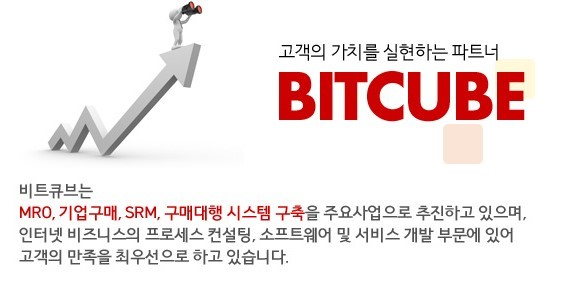 고객의 가치를 실현하는 파트너
BITCUBE
비트큐브는
MRO, 기업구매, SRM, 구매대행 시스템 구축을 주요사업으로 추진하고 있으며,
인터넷 비즈니스의 프로세스 컨설팅, 소프트웨어 및 서비스 개발 부문에 있어
고객의 만족을 최우선으로 하고 있습니다.